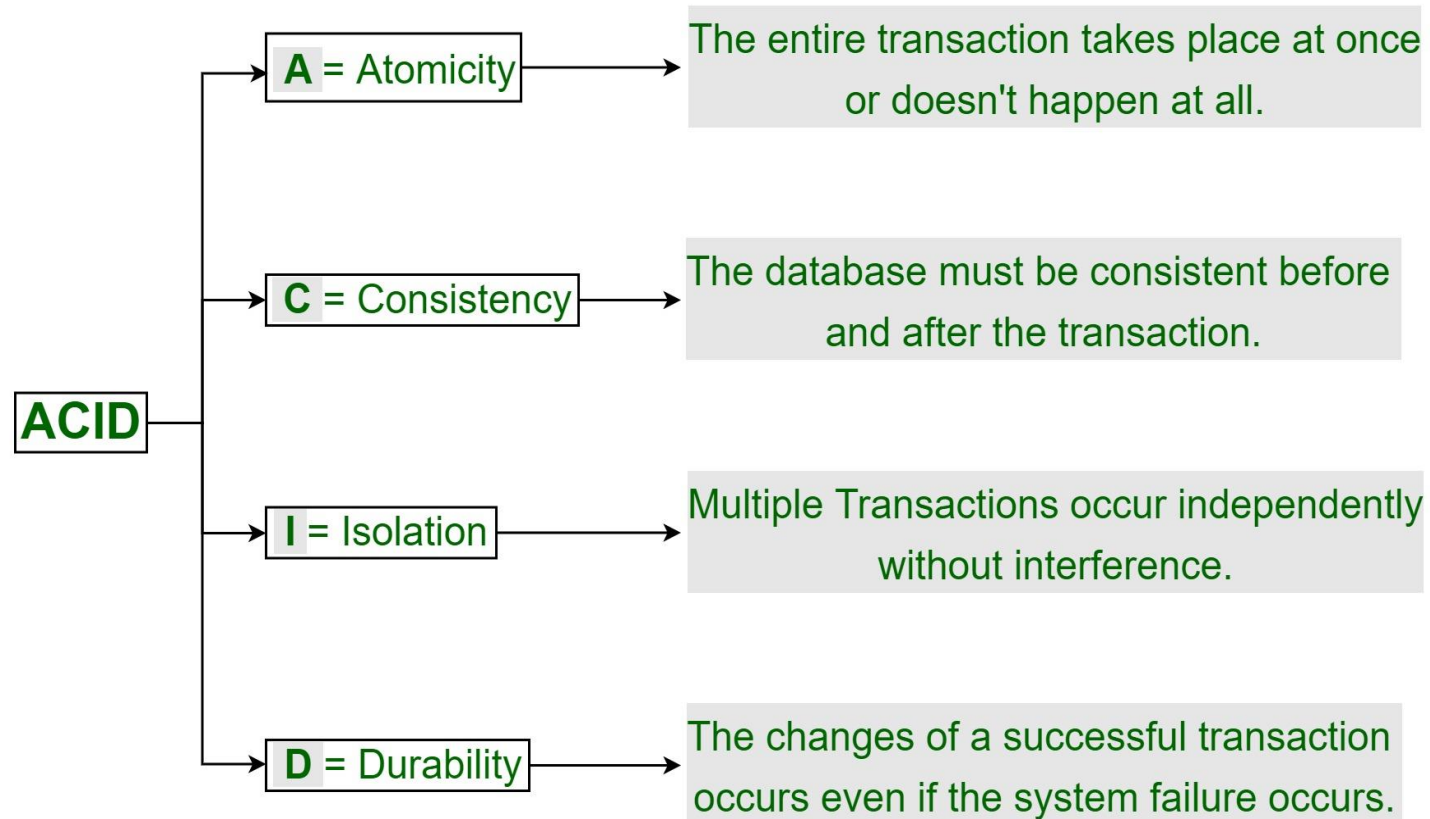 ACID
A = Atomicity
The entire transaction takes place at once
or doesn't happen at all.
C = Consistency
The database must be consistent before
and after the transaction.
I = Isolation
Multiple Transactions occur independently
without interference.
D = Durability
The changes of a successful transaction
occurs even if the system failure occurs.